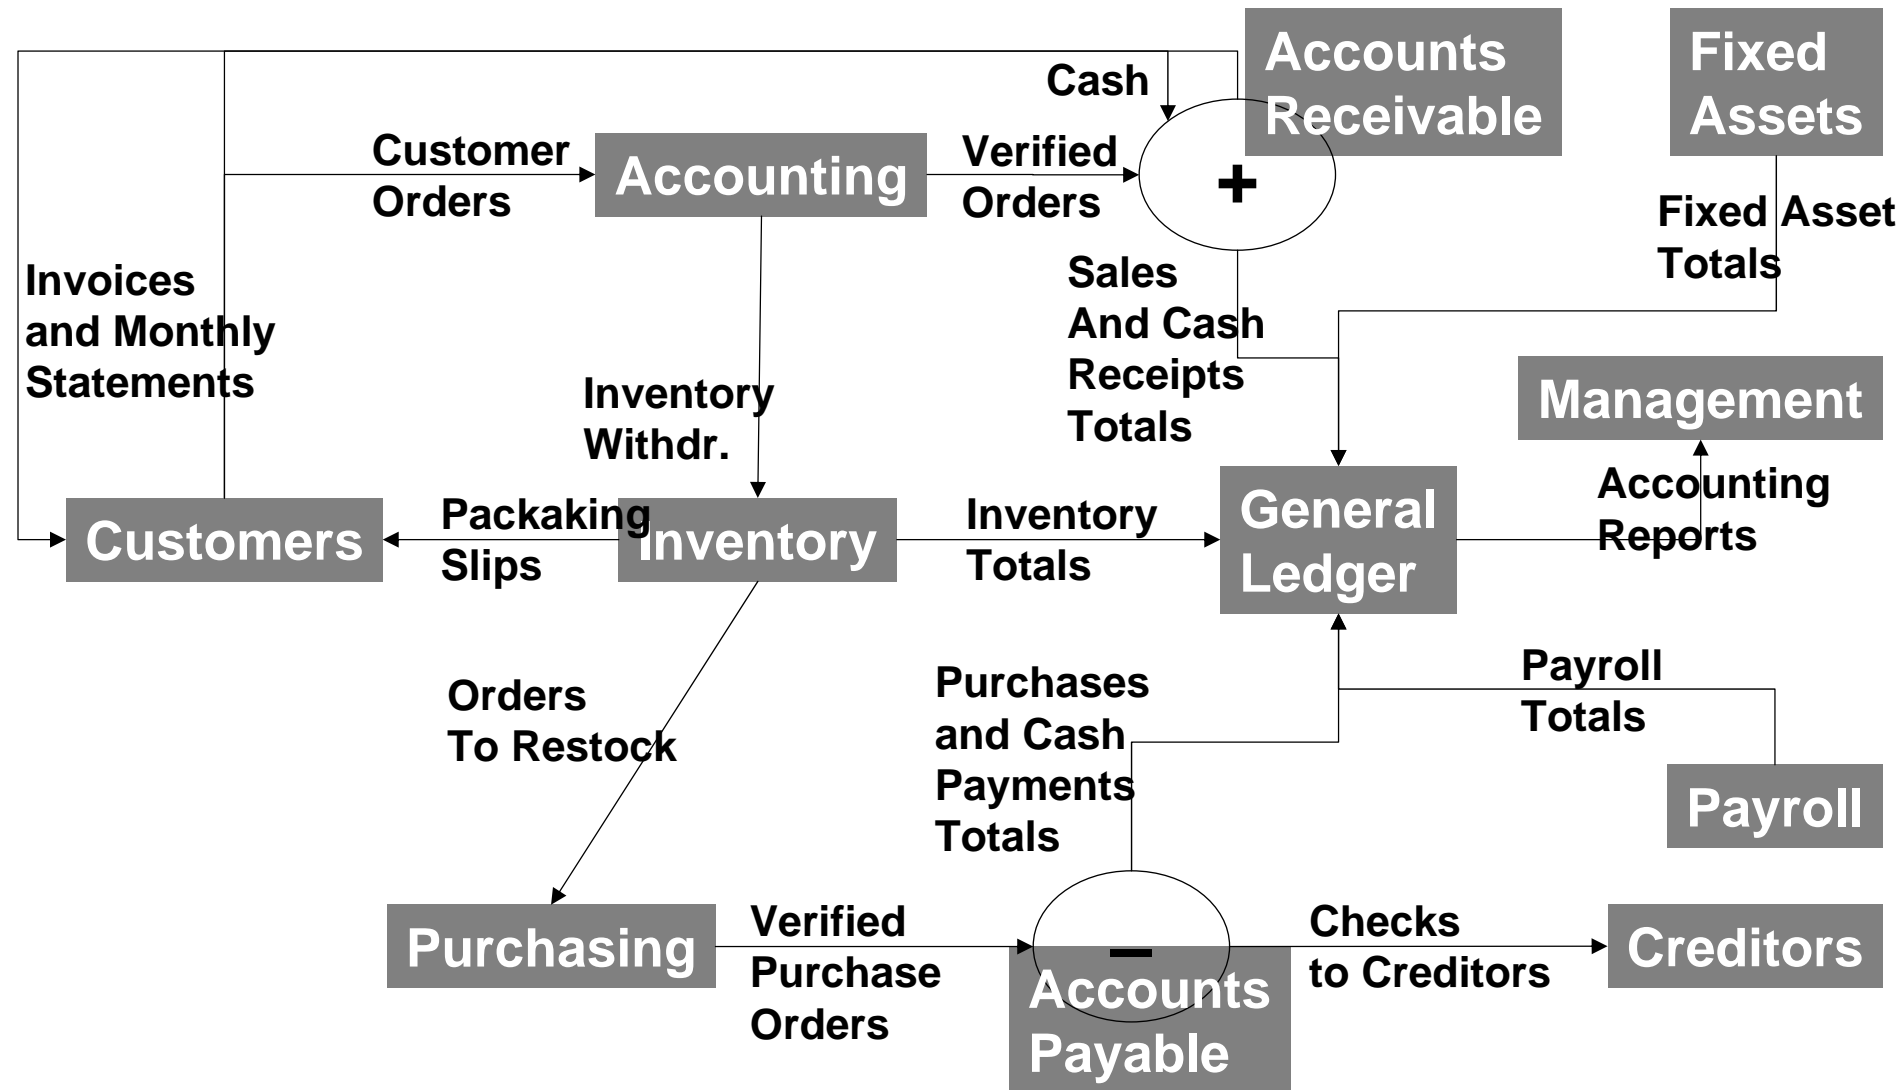 Accounts
Receivable
Fixed
Assets
Cash
Customer
Orders
Accounting
Verified
Orders
+
Fixed Asset
Totals
Invoices
and Monthly
Statements
Sales
And Cash
Receipts
Totals
Inventory
Withdr.
Management
Customers
Packaking
Slips
Inventory
Inventory
Totals
General
Ledger
Accounting
Reports
Orders
To Restock
Purchases
and Cash
Payments
Totals
Payroll
Totals
Payroll
Purchasing
Verified
Purchase
Orders
-
Accounts
Payable
Checks
to Creditors
Creditors